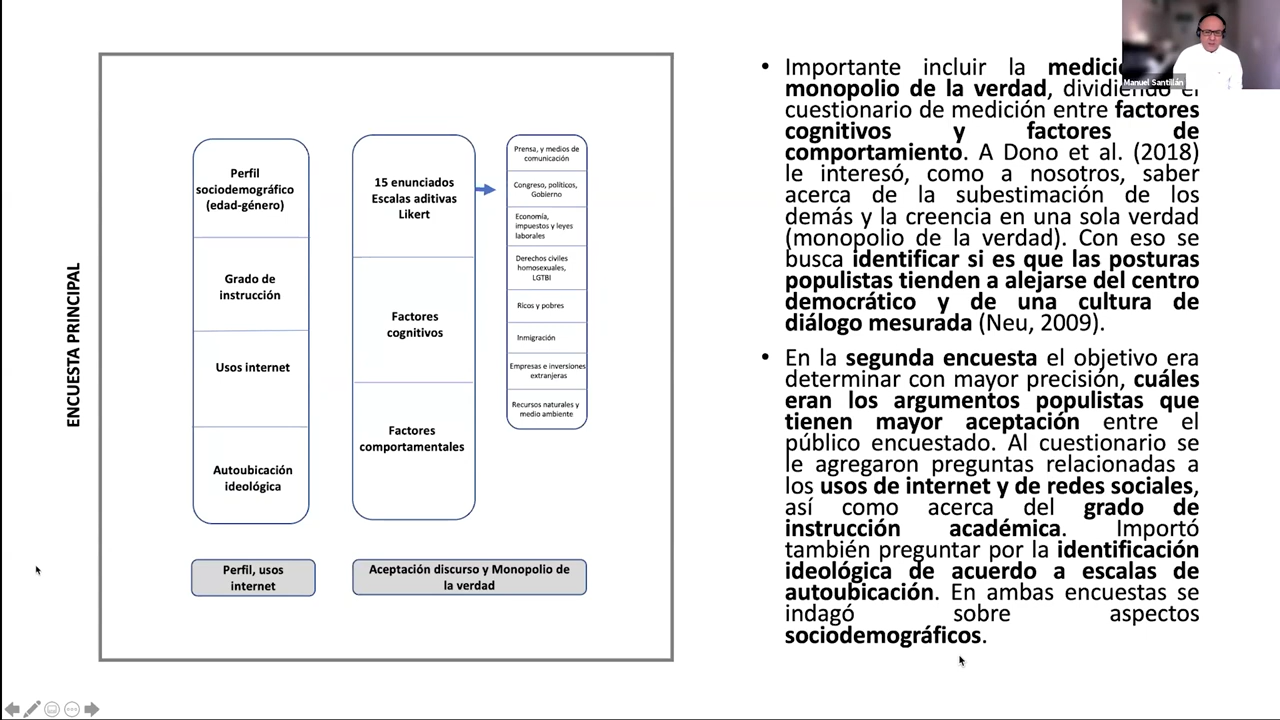 Manuel Santillán
ENCUESTA PRINCIPAL
Perfil
sociodemográfico
(edad-género)
Grado de
instrucción
Usos internet
Autoubicación
ideológica
Perfil, usos
internet
15 enunciados
Escalas aditivas
Likert
Factores
cognitivos
Factores
comportamentales
Prensa, y medios de
comunicación
Congreso, políticos,
Gobierno
Economía,
impuestos y leyes
laborales
Derechos civiles
homosexuales,
LGTBI
Ricos y pobres
Inmigración
Empresas e inversiones
extranjeras
Recursos naturales y
medio ambiente
Aceptación discurso y Monopolio de
la verdad
• Importante incluir la
monopolio de la verdad, dividiendo el
cuestionario de medición entre factores
cognitivos y factores de
comportamiento. A Dono et al. (2018)
le interesó, como a nosotros, saber
acerca de la subestimación de los
demás y la creencia en una sola verdad
(monopolio de la verdad). Con eso se
busca identificar si es que las posturas
populistas tienden a alejarse del centro
democrático y de una cultura de
diálogo mesurada (Neu, 2009).
• En la segunda encuesta el objetivo era
determinar con mayor precisión, cuáles
eran los argumentos populistas que
tienen mayor aceptación entre el
público encuestado. Al cuestionario se
le agregaron preguntas relacionadas a
los usos de internet y de redes sociales,
así como acerca del grado de
instrucción académica. Importó
también preguntar por la identificación
ideológica de acuerdo a escalas de
autoubicación. En ambas encuestas se
indagó sobre aspectos
sociodemográficos.